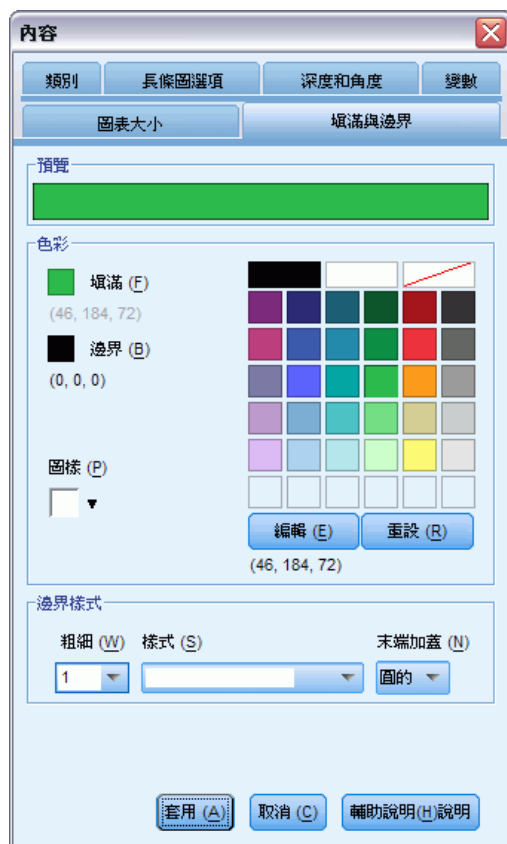 內容
類別 長條圖選項 深度和角度 變數
圖表大小 填滿與邊界
預覽
色彩
填滿 (F)
(46, 184, 72)
邊界 (B)
(0, 0, 0)
圖樣 (P)
編輯 (E) 重設 (R)
(46, 184, 72)
邊界樣式
粗細 (W) 樣式 (S) 末端加蓋 (N)
1 圓的
套用 (A) 取消 (C) 輔助說明(H)說明